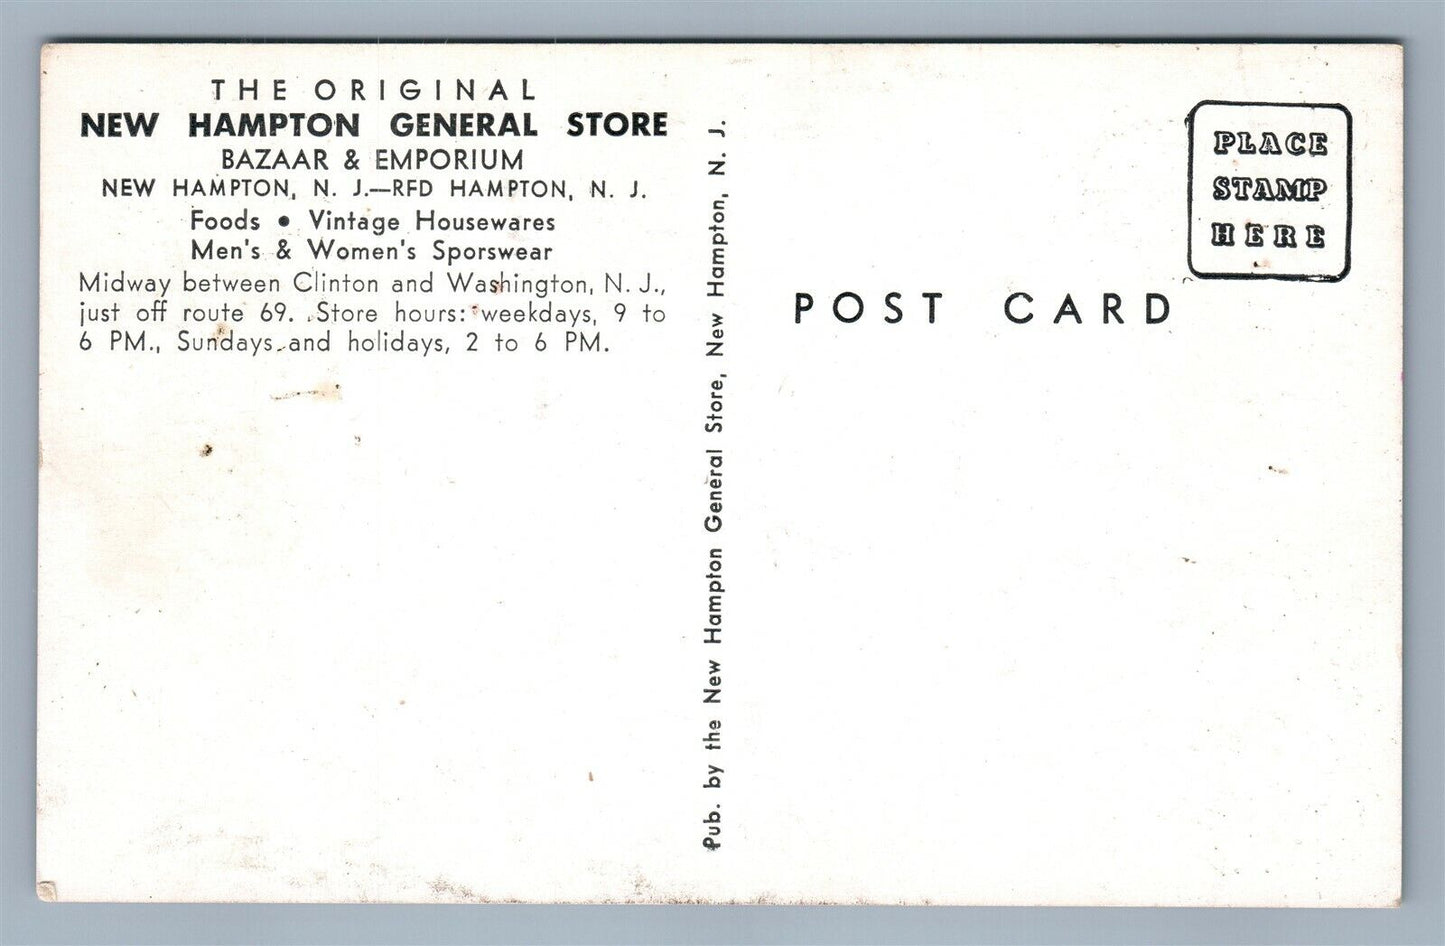 THE ORIGINAL
NEW HAMPTON GENERAL STORE
BAZAAR & EMPORIUM
NEW HAMPTON, N. J.—RFD HAMPTON, N. J.
Foods • Vintage Housewares
Men's & Women's Sporswear
Midway between Clinton and Washington, N. J.,
just off route 69. Store hours: weekdays, 9 to
6 PM., Sundays and holidays, 2 to 6 PM.
Pub. by the New Hampton General Store, New Hampton, N. J.
POST CARD
PLACE
STAMP
HERE